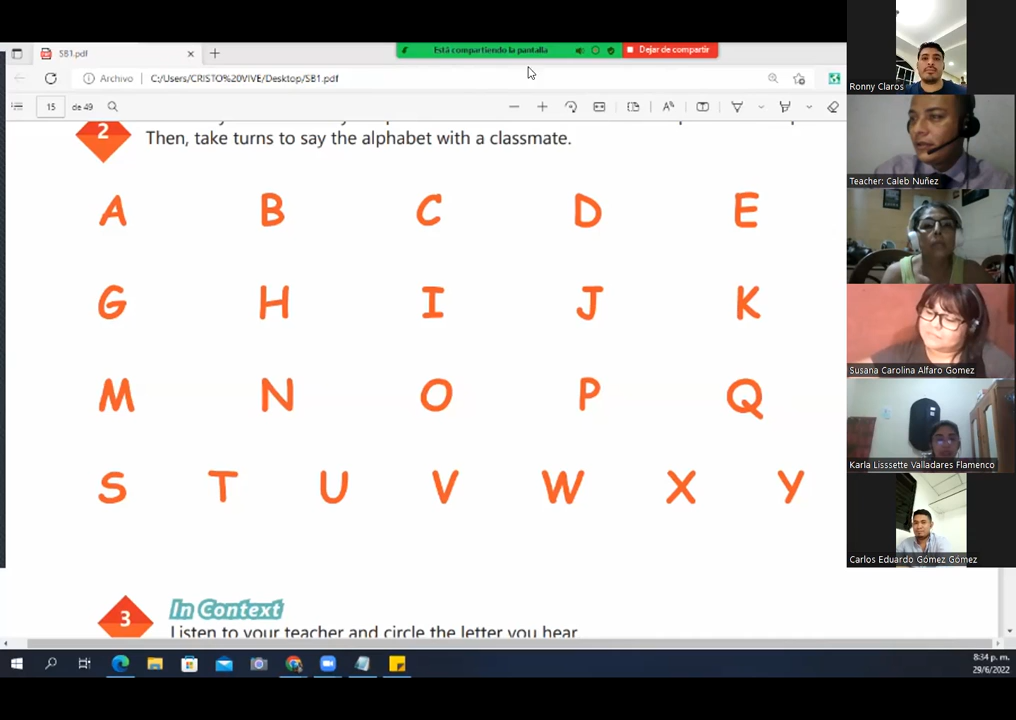 SB1.pdf
Está compartiendo la pantalla
Dejar de compartir
Archivo
C:/Users/CRISTO%20VIVE/Desktop/SB1.pdf
15
de 49
2
Then, take turns to say the alphabet with a classmate.
A B C D E
G H I J K
M N O P Q
S T U V W X Y
3
In Context
Listen to your teacher and circle the letter you hear
Ronny Claros
Teacher: Caleb Nuñez
Susana Carolina Alfaro Gomez
Karla Lisssette Valladares Flamenco
Carlos Eduardo Gómez Gómez
8:34 p. m.
29/6/2022